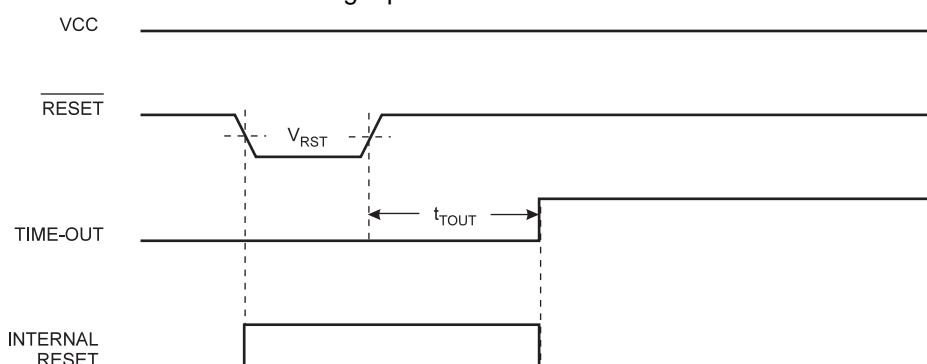 VCC
RESET
V_RST
t_TOUT
TIME-OUT
INTERNAL
RESET